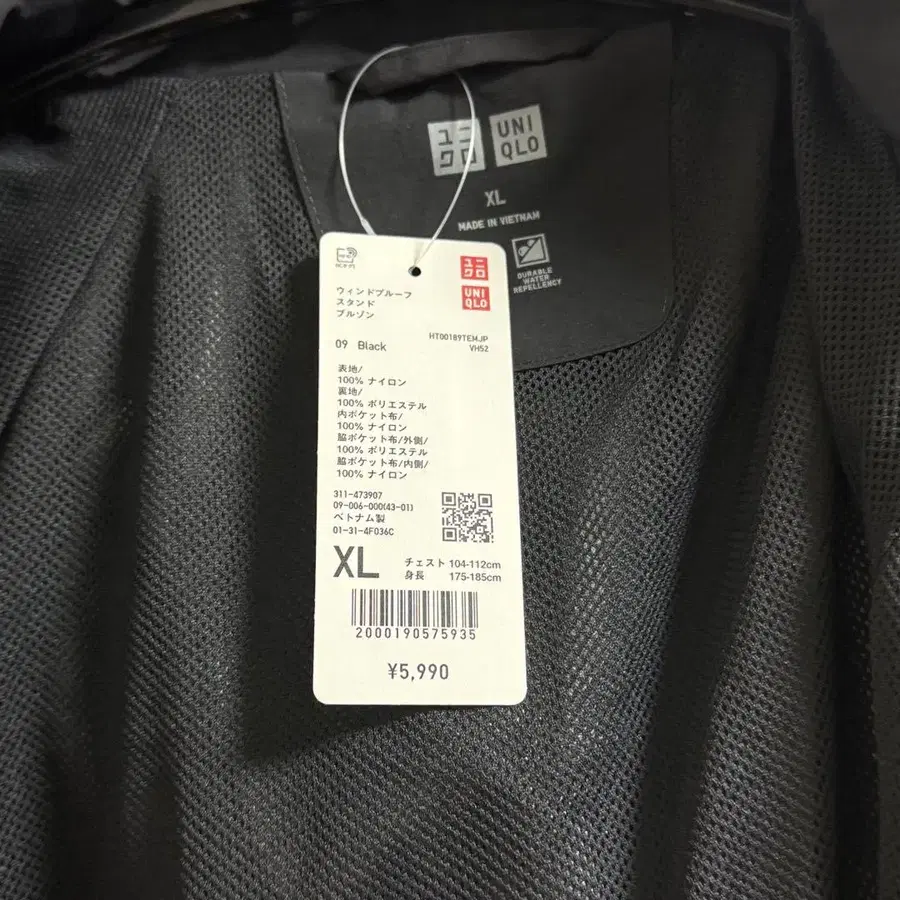 ユニ
クロ
UNI
QLO
XL
MADE IN VIETNAM
DURABLE
WATER
REPELLENCY
ユニ
クロ
UNI
QLO
ウィンドプルーフ
スタンド
ブルゾン
HT00189TEMJP
09 Black
VH52
表地/
100% ナイロン
裏地/
100% ポリエステル
内ポケット布/
100% ナイロン
脇ポケット布/外側/
100% ポリエステル
脇ポケット布/内側/
100% ナイロン
311-473907
09-006-000(43-01)
ベトナム製
01-31-4F036C
XL
チェスト 104-112cm
身長 175-185cm
2000190575935
¥5,990